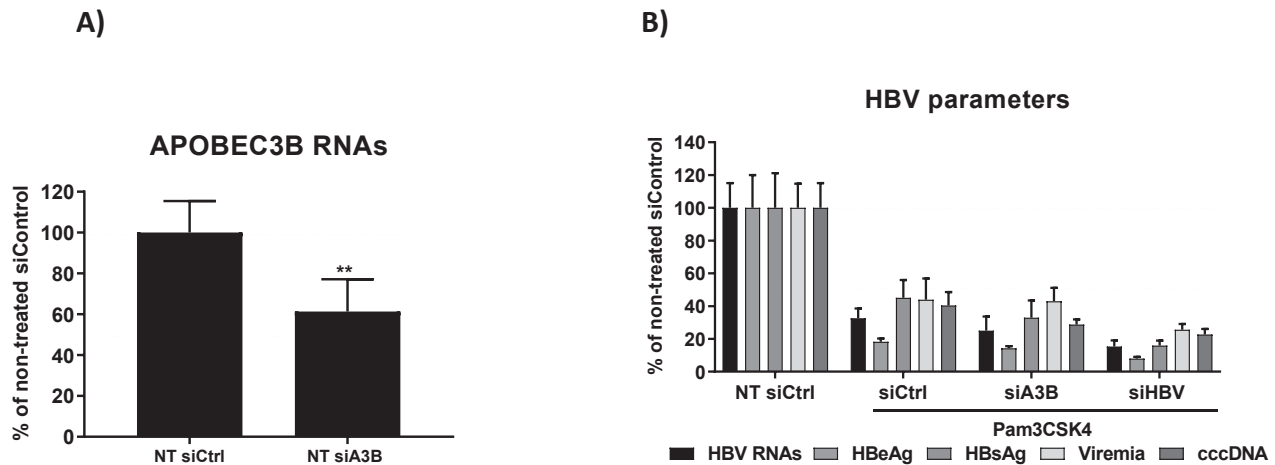 A)
APOBEC3B RNAs
% of non-treated siControl
120
100
80
60
40
20
0
**
NT siCtrl
NT siA3B
B)
HBV parameters
% of non-treated siControl
140
120
100
80
60
40
20
0
NT siCtrl
siCtrl
siA3B
siHBV
Pam3CSK4
HBV RNAs
HBeAg
HBsAg
Viremia
cccDNA